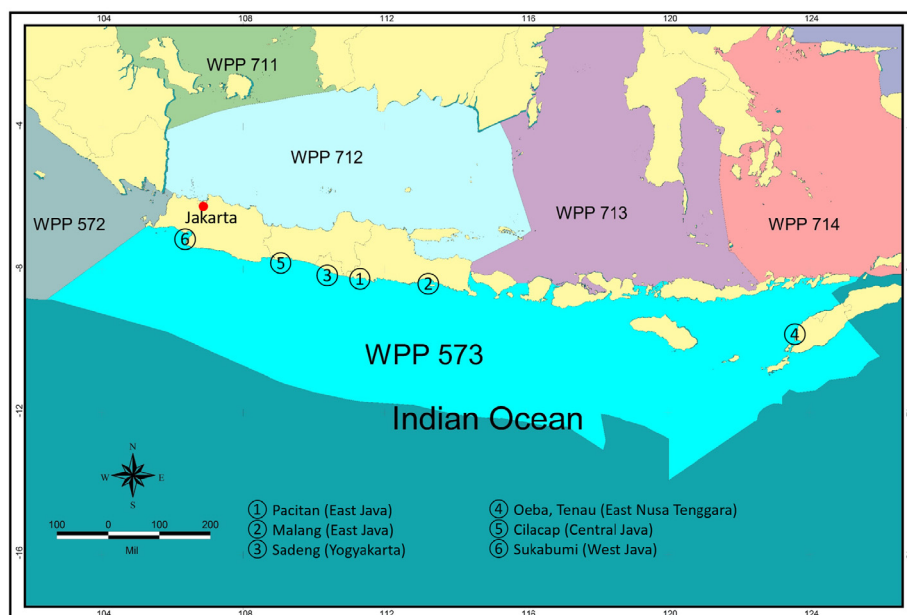 WPP 711
WPP 712
WPP 713
WPP 714
WPP 572
Jakarta
6
5
3
1
2
4
WPP 573
Indian Ocean
N
W E
S
100 0 100 200
Mil
1 Pacitan (East Java)
2 Malang (East Java)
3 Sadeng (Yogyakarta)
4 Oeba, Tenau (East Nusa Tenggara)
5 Cilacap (Central Java)
6 Sukabumi (West Java)
104 108 112 116 120 124
-4
-8
-12
-16
104 108 112 116 120 124